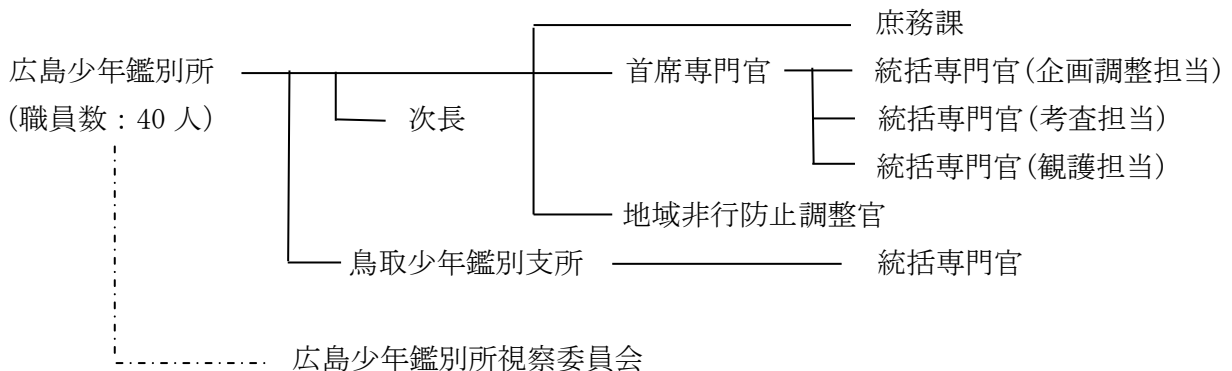 庶務課
広島少年鑑別所 首席専門官 統括専門官(企画調整担当)
(職員数：40 人) 次長 統括専門官(考査担当)
統括専門官(観護担当)
地域非行防止調整官
鳥取少年鑑別支所 統括専門官
広島少年鑑別所視察委員会